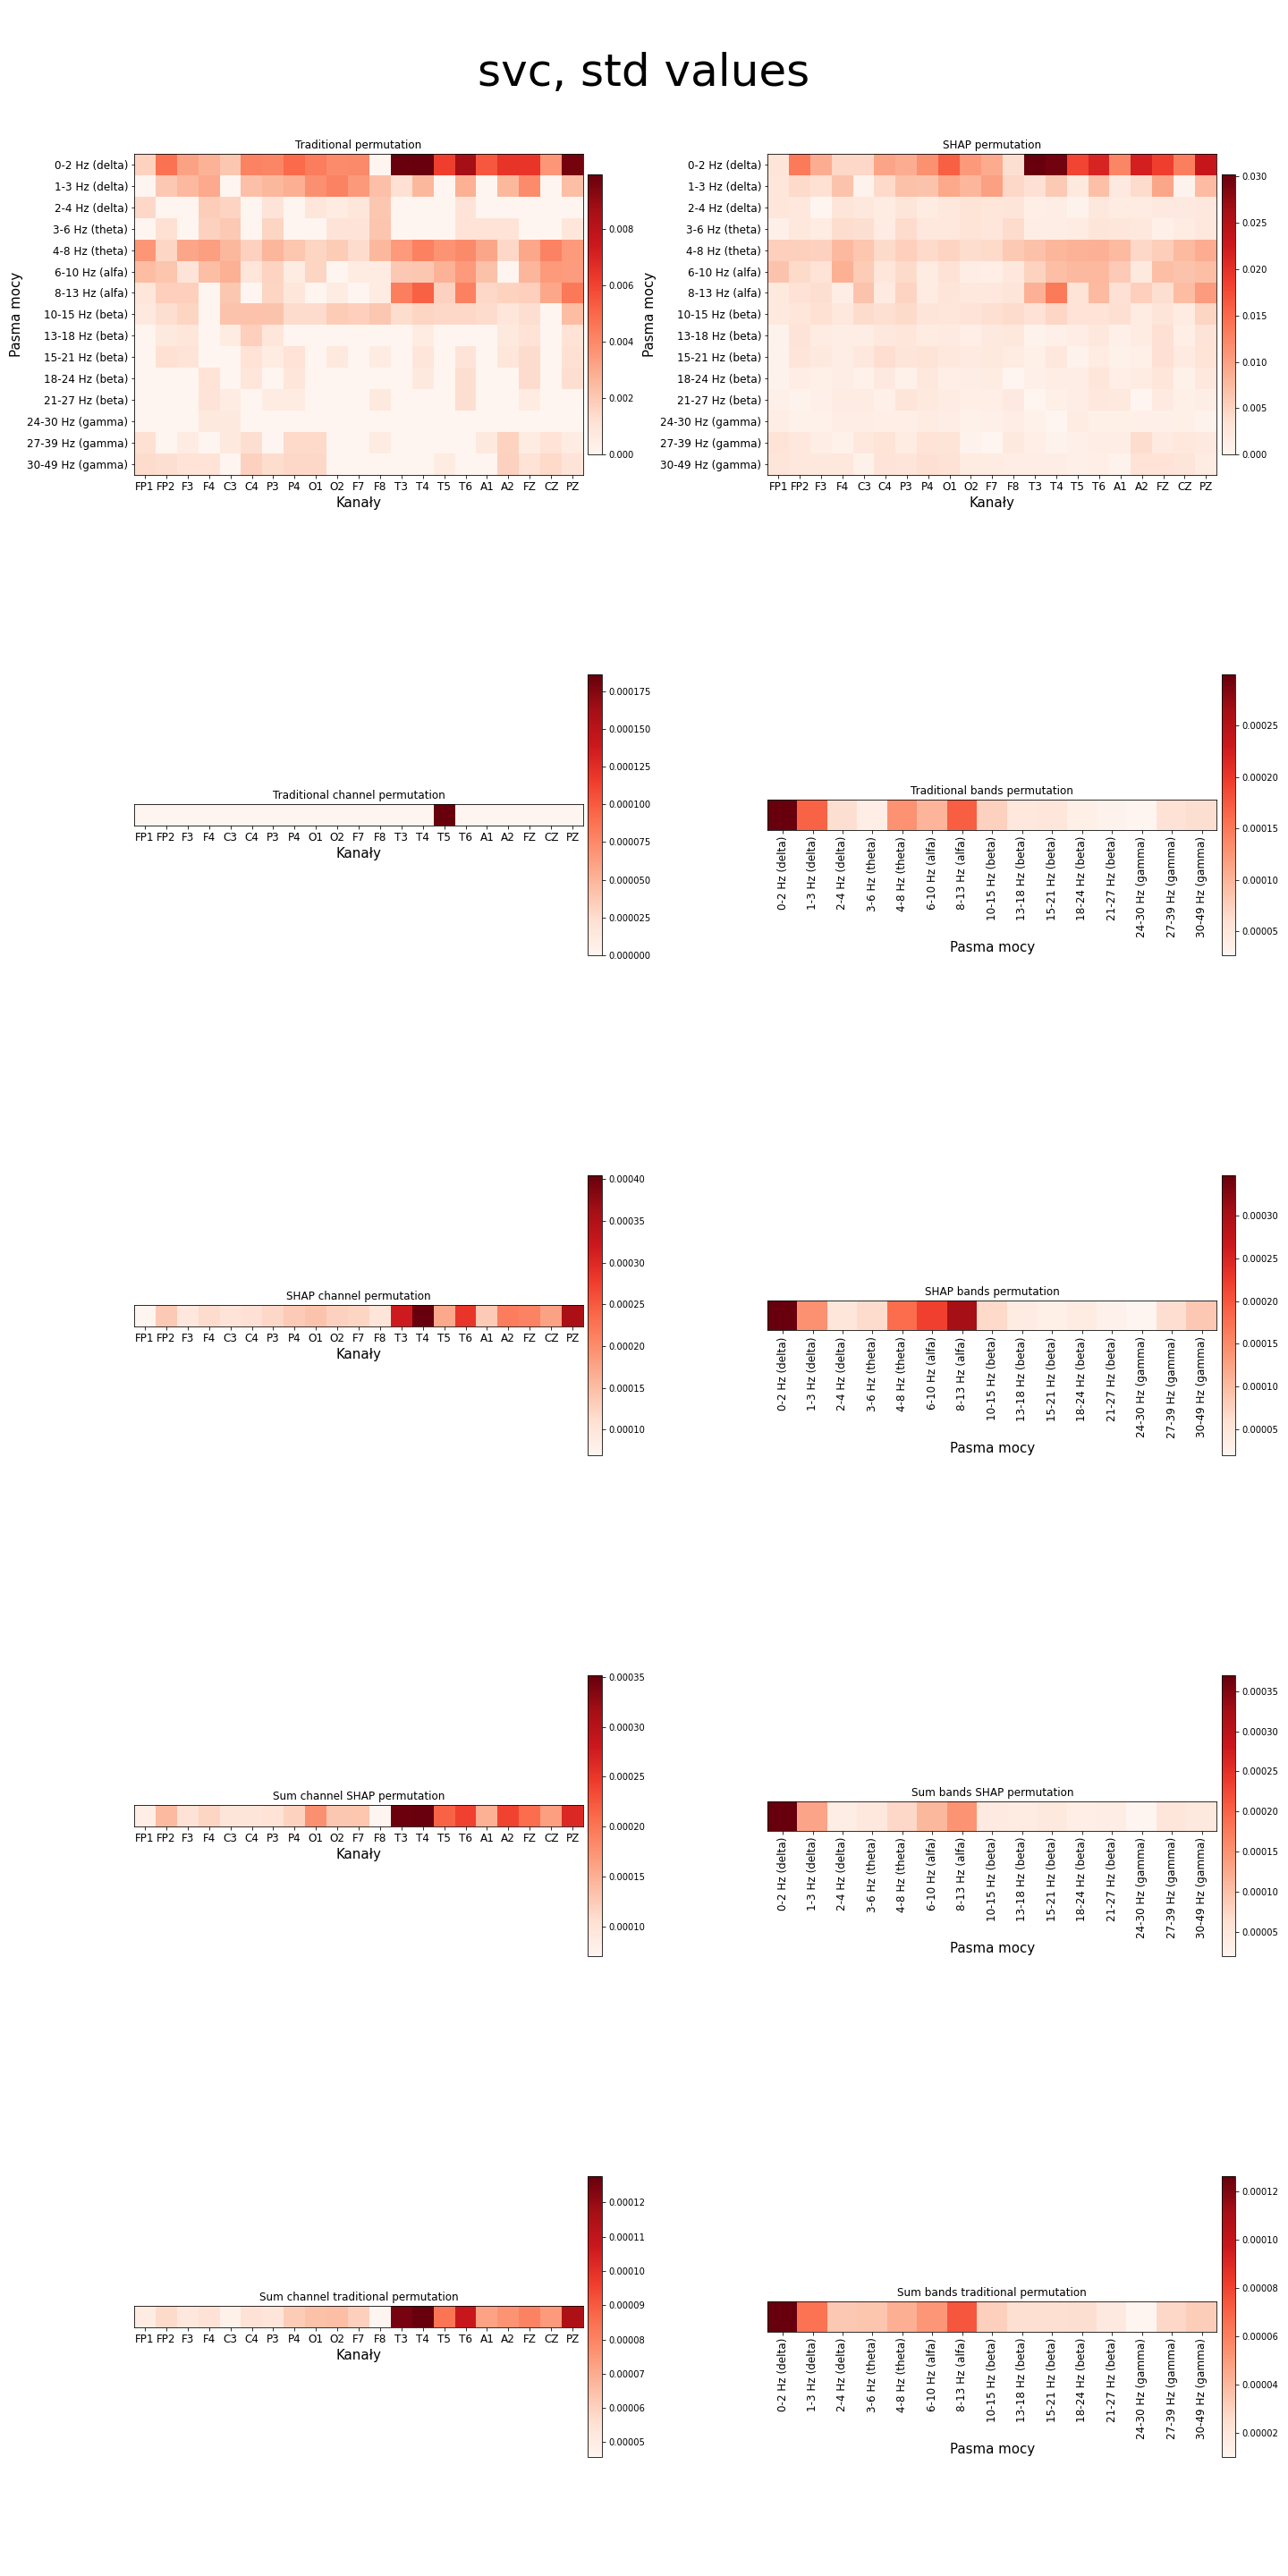 svc, std values
Traditional permutation
Pasma mocy
0-2 Hz (delta)
1-3 Hz (delta)
2-4 Hz (delta)
3-6 Hz (theta)
4-8 Hz (theta)
6-10 Hz (alfa)
8-13 Hz (alfa)
10-15 Hz (beta)
13-18 Hz (beta)
15-21 Hz (beta)
18-24 Hz (beta)
21-27 Hz (beta)
24-30 Hz (gamma)
27-39 Hz (gamma)
30-49 Hz (gamma)
FP1 FP2 F3 F4 C3 C4 P3 P4 O1 O2 F7 F8 T3 T4 T5 T6 A1 A2 FZ CZ PZ
Kanały
0.008
0.006
0.004
0.002
0.000
SHAP permutation
Pasma mocy
0-2 Hz (delta)
1-3 Hz (delta)
2-4 Hz (delta)
3-6 Hz (theta)
4-8 Hz (theta)
6-10 Hz (alfa)
8-13 Hz (alfa)
10-15 Hz (beta)
13-18 Hz (beta)
15-21 Hz (beta)
18-24 Hz (beta)
21-27 Hz (beta)
24-30 Hz (gamma)
27-39 Hz (gamma)
30-49 Hz (gamma)
FP1 FP2 F3 F4 C3 C4 P3 P4 O1 O2 F7 F8 T3 T4 T5 T6 A1 A2 FZ CZ PZ
Kanały
0.030
0.025
0.020
0.015
0.010
0.005
0.000
Traditional channel permutation
FP1 FP2 F3 F4 C3 C4 P3 P4 O1 O2 F7 F8 T3 T4 T5 T6 A1 A2 FZ CZ PZ
Kanały
0.000175
0.000150
0.000125
0.000100
0.000075
0.000050
0.000025
0.000000
Traditional bands permutation
0-2 Hz (delta)
1-3 Hz (delta)
2-4 Hz (delta)
3-6 Hz (theta)
4-8 Hz (theta)
6-10 Hz (alfa)
8-13 Hz (alfa)
10-15 Hz (beta)
13-18 Hz (beta)
15-21 Hz (beta)
18-24 Hz (beta)
21-27 Hz (beta)
24-30 Hz (gamma)
27-39 Hz (gamma)
30-49 Hz (gamma)
Pasma mocy
0.00025
0.00020
0.00015
0.00010
0.00005
SHAP channel permutation
FP1 FP2 F3 F4 C3 C4 P3 P4 O1 O2 F7 F8 T3 T4 T5 T6 A1 A2 FZ CZ PZ
Kanały
0.00040
0.00035
0.00030
0.00025
0.00020
0.00015
0.00010
SHAP bands permutation
0-2 Hz (delta)
1-3 Hz (delta)
2-4 Hz (delta)
3-6 Hz (theta)
4-8 Hz (theta)
6-10 Hz (alfa)
8-13 Hz (alfa)
10-15 Hz (beta)
13-18 Hz (beta)
15-21 Hz (beta)
18-24 Hz (beta)
21-27 Hz (beta)
24-30 Hz (gamma)
27-39 Hz (gamma)
30-49 Hz (gamma)
Pasma mocy
0.00030
0.00025
0.00020
0.00015
0.00010
0.00005
Sum channel SHAP permutation
FP1 FP2 F3 F4 C3 C4 P3 P4 O1 O2 F7 F8 T3 T4 T5 T6 A1 A2 FZ CZ PZ
Kanały
0.00035
0.00030
0.00025
0.00020
0.00015
0.00010
Sum bands SHAP permutation
0-2 Hz (delta)
1-3 Hz (delta)
2-4 Hz (delta)
3-6 Hz (theta)
4-8 Hz (theta)
6-10 Hz (alfa)
8-13 Hz (alfa)
10-15 Hz (beta)
13-18 Hz (beta)
15-21 Hz (beta)
18-24 Hz (beta)
21-27 Hz (beta)
24-30 Hz (gamma)
27-39 Hz (gamma)
30-49 Hz (gamma)
Pasma mocy
0.00035
0.00030
0.00025
0.00020
0.00015
0.00010
0.00005
Sum channel traditional permutation
FP1 FP2 F3 F4 C3 C4 P3 P4 O1 O2 F7 F8 T3 T4 T5 T6 A1 A2 FZ CZ PZ
Kanały
0.00012
0.00011
0.00010
0.00009
0.00008
0.00007
0.00006
0.00005
Sum bands traditional permutation
0-2 Hz (delta)
1-3 Hz (delta)
2-4 Hz (delta)
3-6 Hz (theta)
4-8 Hz (theta)
6-10 Hz (alfa)
8-13 Hz (alfa)
10-15 Hz (beta)
13-18 Hz (beta)
15-21 Hz (beta)
18-24 Hz (beta)
21-27 Hz (beta)
24-30 Hz (gamma)
27-39 Hz (gamma)
30-49 Hz (gamma)
Pasma mocy
0.00012
0.00010
0.00008
0.00006
0.00004
0.00002